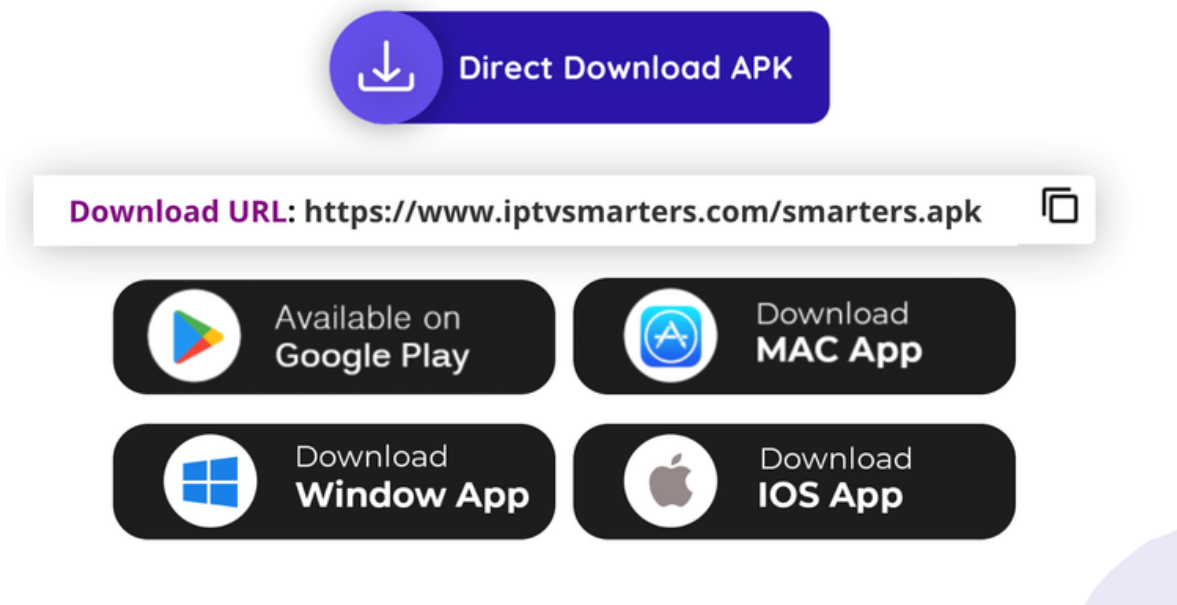 Direct Download APK
Download URL: https://www.iptvsmarters.com/smarters.apk
Available on
Google Play
Download
MAC App
Download
Window App
Download
IOS App